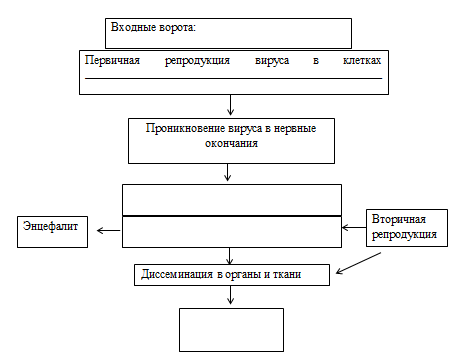 Входные ворота:
Первичная репродукция вируса в клетках
Проникновение вируса в нервные
окончания
Энцефалит
Вторичная
репродукция
Диссеминация в органы и ткани